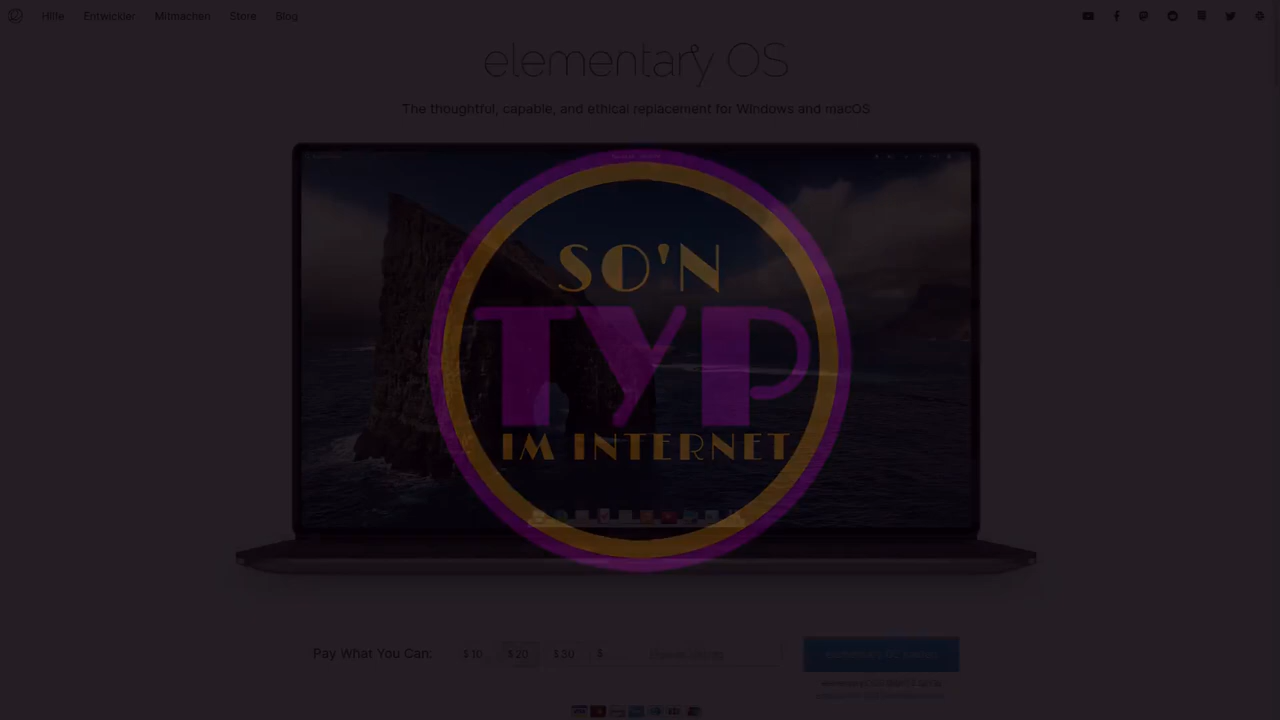 Hilfe Entwickler Mitmachen Store Blog
elementary OS
The thoughtful, capable, and ethical replacement for Windows and macOS
SO'N
TYP
IM INTERNET
Pay What You Can: $ 10 $ 20 $ 30 $